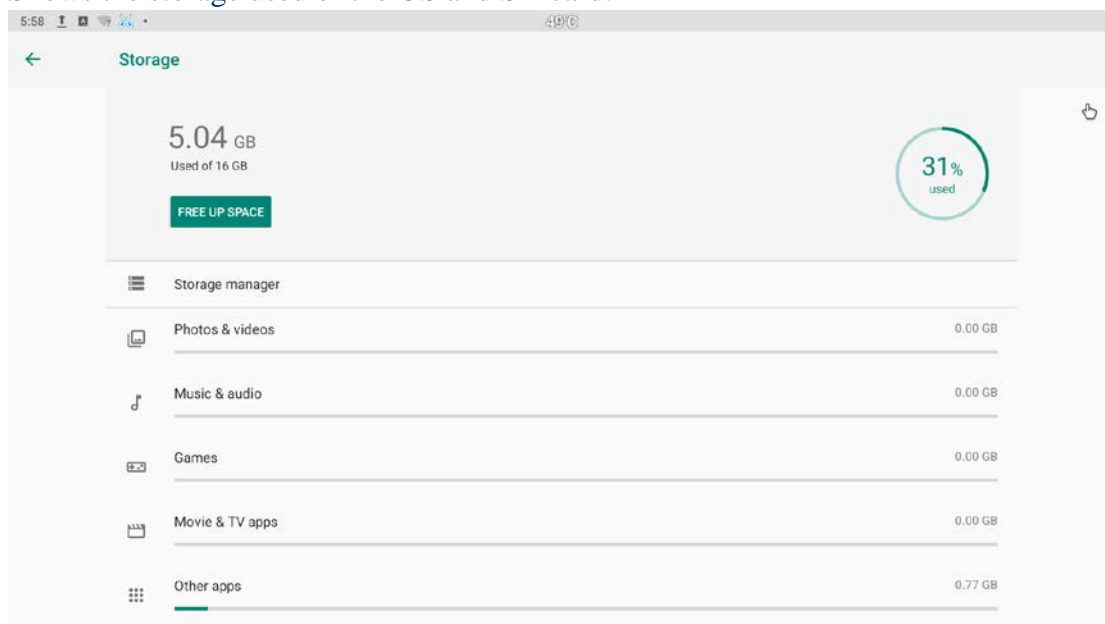 5:58
49°C
Storage
5.04 GB
Used of 16 GB
FREE UP SPACE
31%
used
Storage manager
Photos & videos
0.00 GB
Music & audio
0.00 GB
Games
0.00 GB
Movie & TV apps
0.00 GB
Other apps
0.77 GB